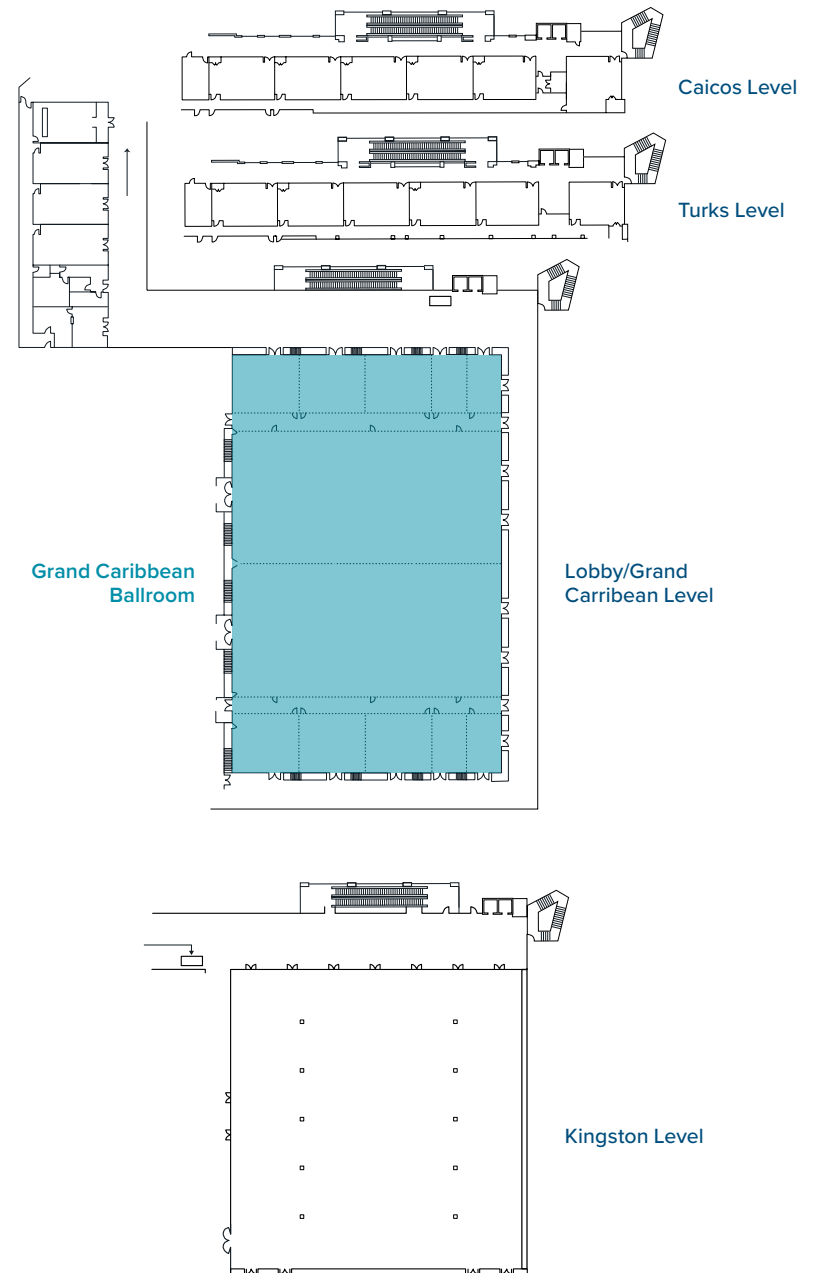 Caicos Level
Turks Level
Grand Caribbean
Ballroom
Lobby/Grand
Carribean Level
Kingston Level